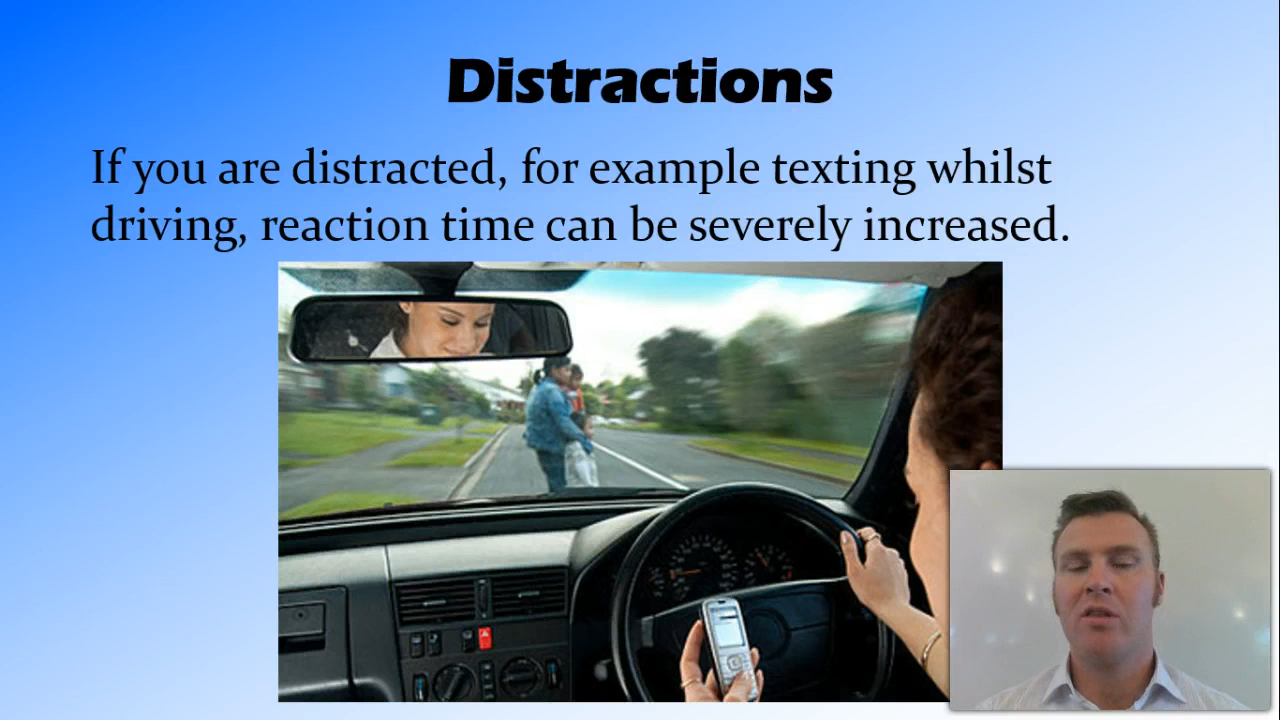 Distractions
If you are distracted, for example texting whilst
driving, reaction time can be severely increased.